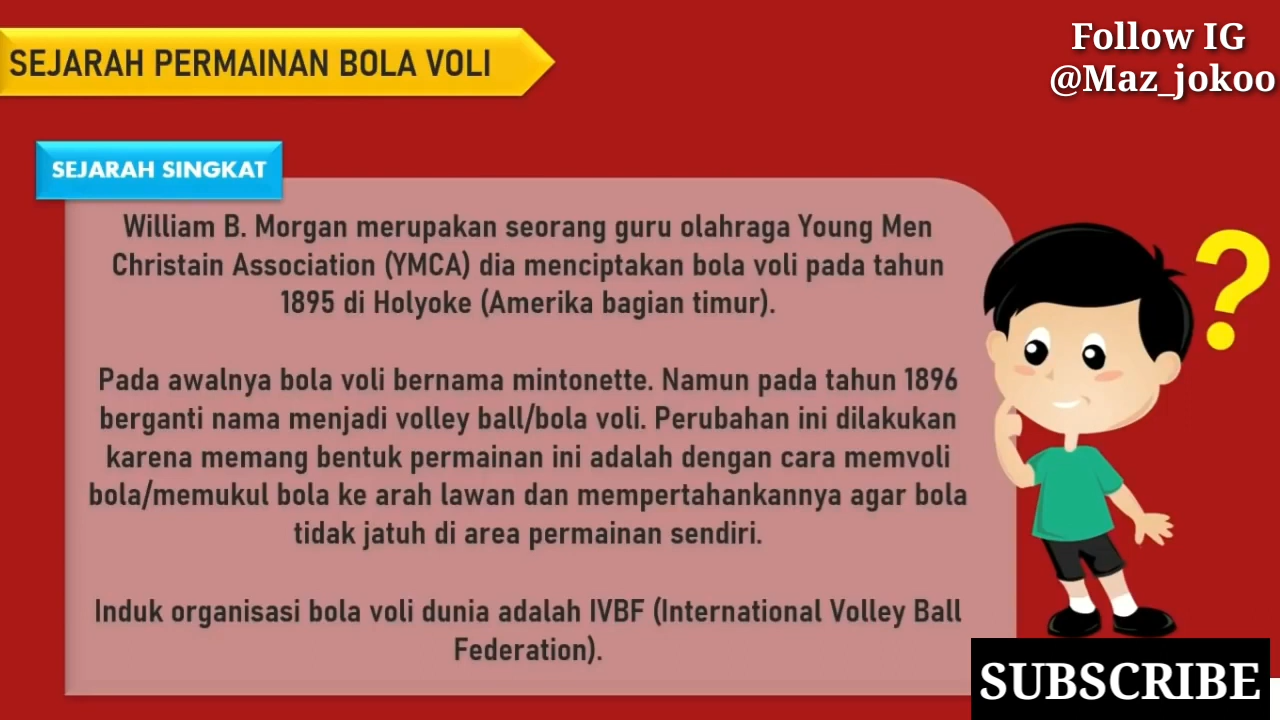 SEJARAH PERMAINAN BOLA VOLI
Follow IG
@Maz_jokoo
SEJARAH SINGKAT
William B. Morgan merupakan seorang guru olahraga Young Men
Christain Association (YMCA) dia menciptakan bola voli pada tahun
1895 di Holyoke (Amerika bagian timur).
Pada awalnya bola voli bernama mintonette. Namun pada tahun 1896
berganti nama menjadi volley ball/bola voli. Perubahan ini dilakukan
karena memang bentuk permainan ini adalah dengan cara memvoli
bola/memukul bola ke arah lawan dan mempertahankannya agar bola
tidak jatuh di area permainan sendiri.
Induk organisasi bola voli dunia adalah IVBF (International Volley Ball
Federation).
?
SUBSCRIBE